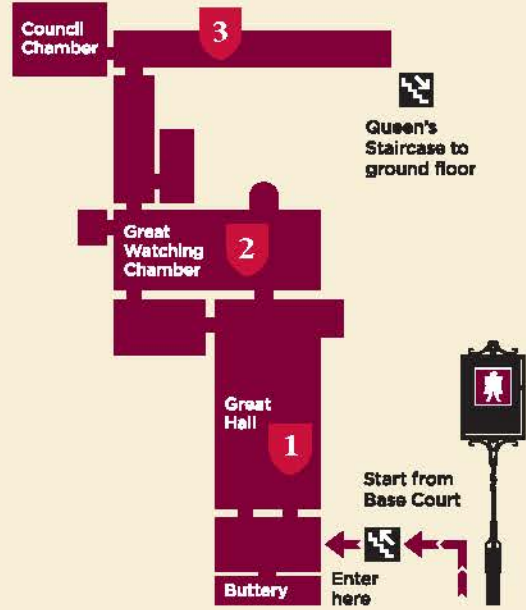 Council
Chamber
3
Queen's
Staircase to
ground floor
Great
Watching
Chamber
2
Great
Hall
1
Start from
Base Court
Enter
here
Buttery